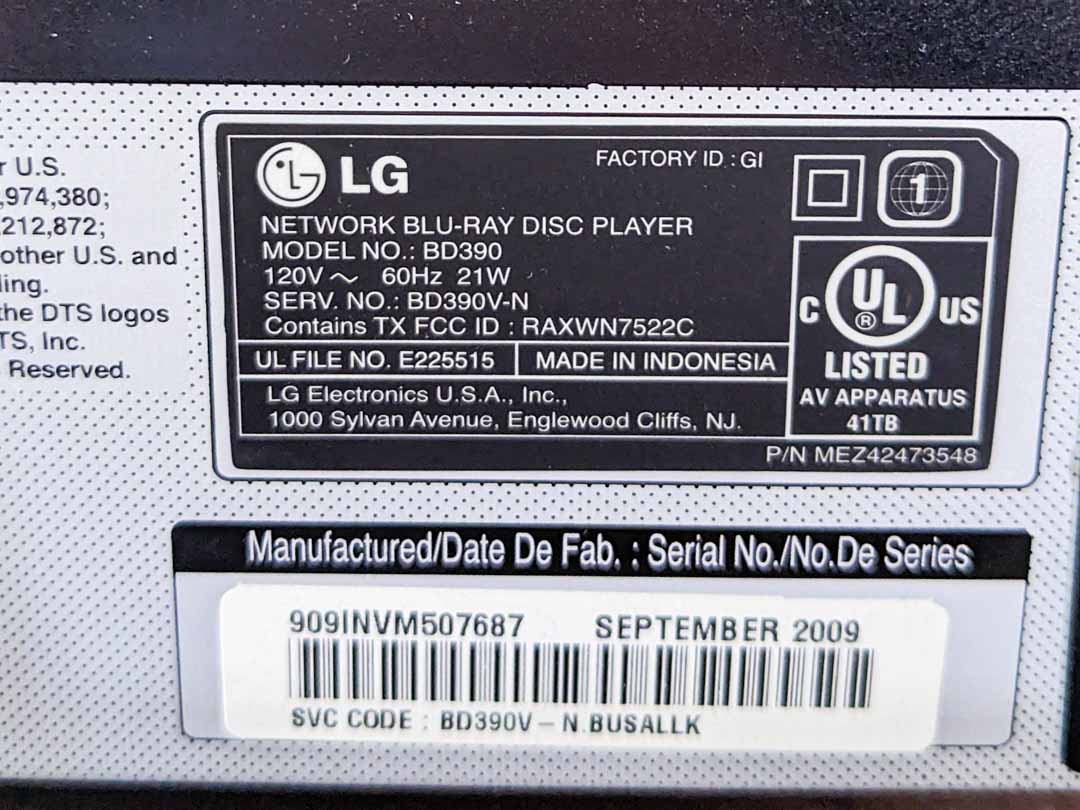 r U.S.
,974,380;
,212,872;
other U.S. and
ling.
the DTS logos
TS, Inc.
Reserved.
LG
FACTORY ID : GI
1
NETWORK BLU-RAY DISC PLAYER
MODEL NO.: BD390
120V ~ 60Hz 21W
SERV. NO.: BD390V-N
Contains TX FCC ID : RAXWN7522C
UL FILE NO. E225515
MADE IN INDONESIA
LG Electronics U.S.A., Inc.,
1000 Sylvan Avenue, Englewood Cliffs, NJ.
C UL ® US
LISTED
AV APPARATUS
41TB
P/N MEZ42473548
Manufactured/Date De Fab. : Serial No./No.De Series
909INVM507687 SEPTEMBER 2009
SVC CODE : BD390V - N.BUSALLK